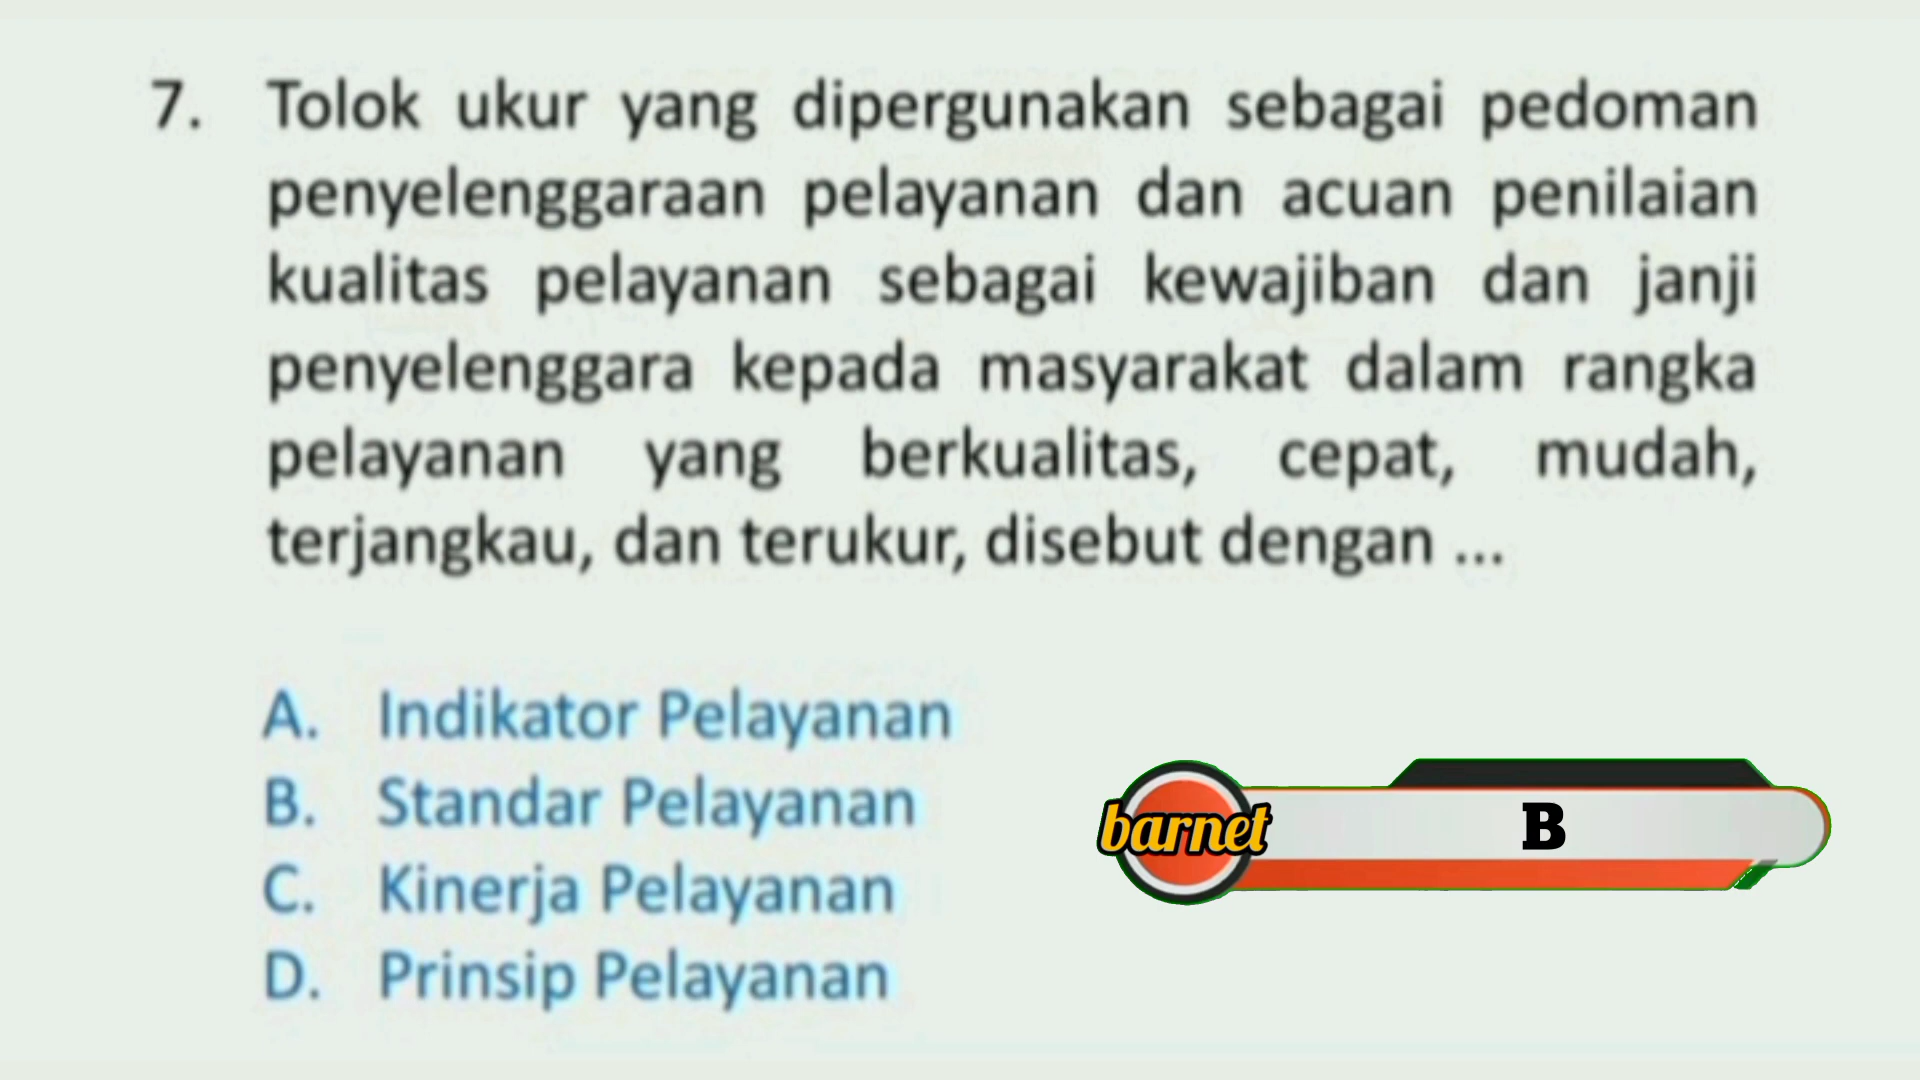 7. Tolok ukur yang dipergunakan sebagai pedoman
penyelenggaraan pelayanan dan acuan penilaian
kualitas pelayanan sebagai kewajiban dan janji
penyelenggara kepada masyarakat dalam rangka
pelayanan yang berkualitas, cepat, mudah,
terjangkau, dan terukur, disebut dengan ...
A. Indikator Pelayanan
B. Standar Pelayanan
C. Kinerja Pelayanan
D. Prinsip Pelayanan
barnet B